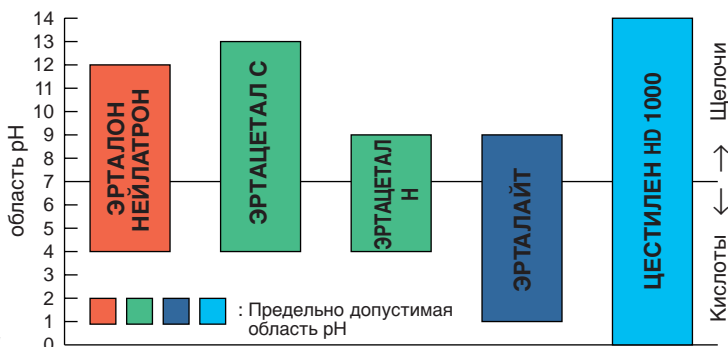 область pH
14
13
12
11
10
9
8
7
6
5
4
3
2
1
0
ЭРТАЛОН
НЕЙЛАТРОН
ЭРТАЦЕТАЛ С
ЭРТАЦЕТАЛ
Н
ЭРТАЛАЙТ
ЦЕСТИЛЕН HD 1000
Кислоты ← → Щелочи
: Предельно допустимая
область pH